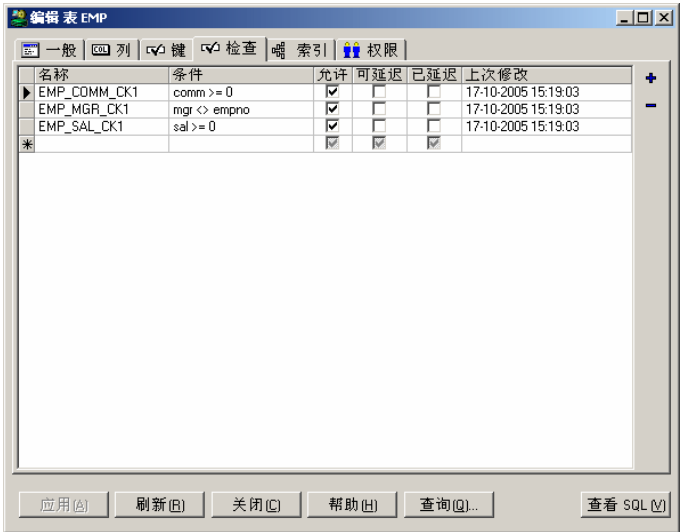 编辑 表 EMP
一般 COL 列 键 检查 索引 权限
名称 条件 允许 可延迟 已延迟 上次修改
EMP_COMM_CK1 comm >= 0 17-10-2005 15:19:03
EMP_MGR_CK1 mgr <> empno 17-10-2005 15:19:03
EMP_SAL_CK1 sal >= 0 17-10-2005 15:19:03
应用(A) 刷新(R) 关闭(C) 帮助(H) 查询(Q)... 查看 SQL (V)